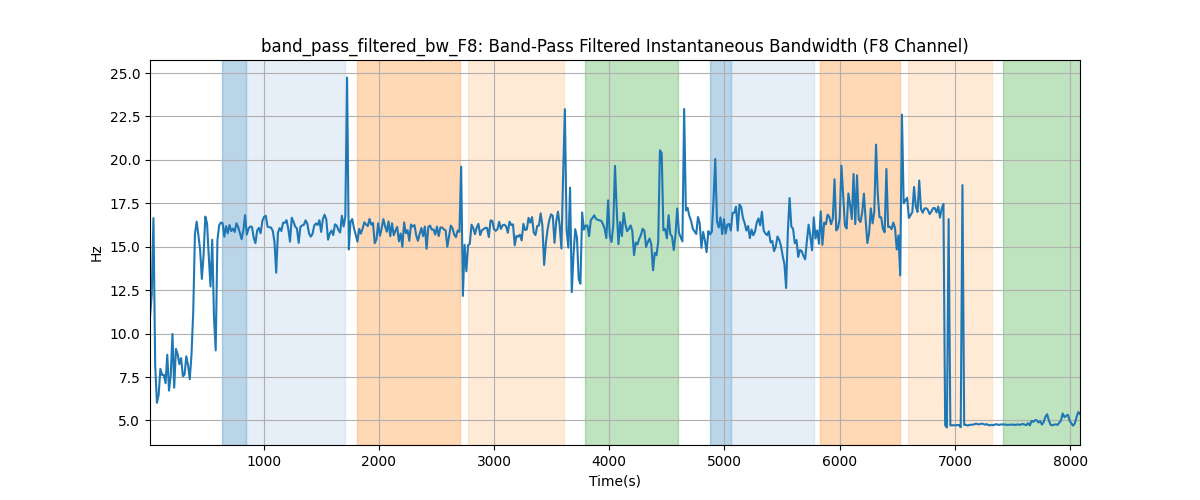 band_pass_filtered_bw_F8: Band-Pass Filtered Instantaneous Bandwidth (F8 Channel)
25.0
22.5
20.0
17.5
15.0
12.5
10.0
7.5
5.0
Hz
1000 2000 3000 4000 5000 6000 7000 8000
Time(s)